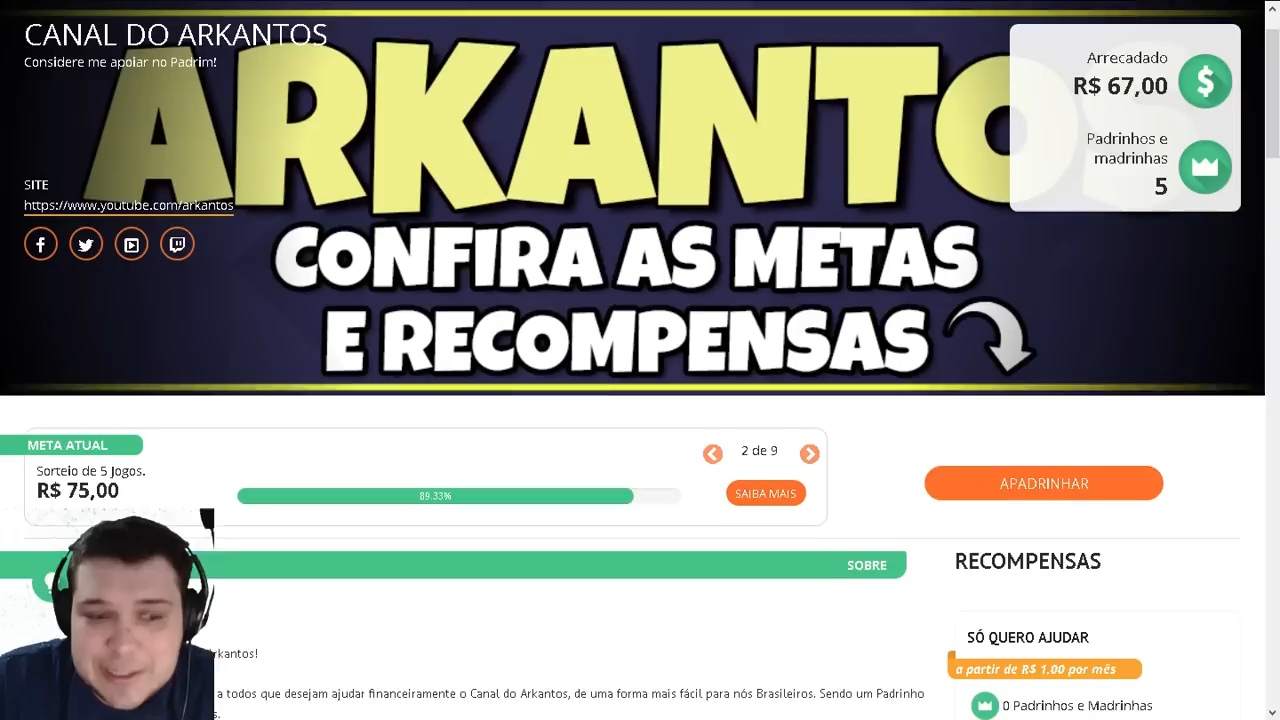 CANAL DO ARKANTOS
Considere me apoiar no Padrim!
ARKANTOS
CONFIRA AS METAS
E RECOMPENSAS
SITE
https://www.youtube.com/arkantos
Arrecadado
R$ 67,00
Padrinhos e
madrinhas
5
META ATUAL
Sorteio de 5 Jogos.
R$ 75,00
89.33%
2 de 9
SAIBA MAIS
APADRINHAR
SOBRE
rkantos!
a todos que desejam ajudar financeiramente o Canal do Arkantos, de uma forma mais fácil para nós Brasileiros. Sendo um Padrinho
RECOMPENSAS
SÓ QUERO AJUDAR
a partir de R$ 1,00 por mês
0 Padrinhos e Madrinhas